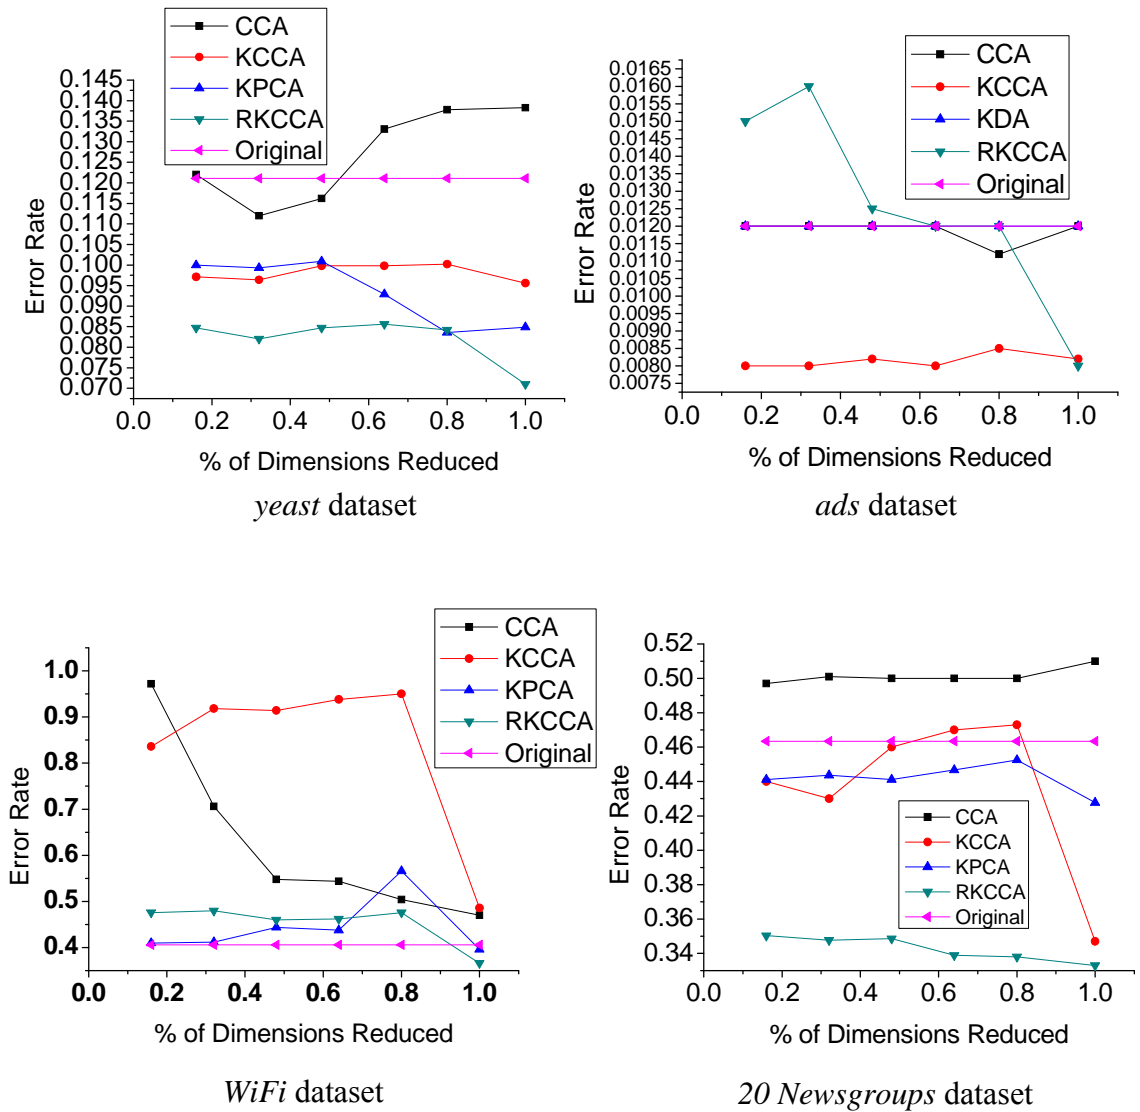 CCA
KCCA
KPCA
RKCCA
Original
0.145
0.140
0.135
0.130
0.125
0.120
0.115
0.110
0.105
0.100
0.095
0.090
0.085
0.080
0.075
0.070
Error Rate
0.0 0.2 0.4 0.6 0.8 1.0
% of Dimensions Reduced
yeast dataset
CCA
KCCA
KDA
RKCCA
Original
0.0165
0.0160
0.0155
0.0150
0.0145
0.0140
0.0135
0.0130
0.0125
0.0120
0.0115
0.0110
0.0105
0.0100
0.0095
0.0090
0.0085
0.0080
0.0075
Error Rate
0.0 0.2 0.4 0.6 0.8 1.0
% of Dimensions Reduced
ads dataset
CCA
KCCA
KPCA
RKCCA
Original
1.0
0.9
0.8
0.7
0.6
0.5
0.4
Error Rate
0.0 0.2 0.4 0.6 0.8 1.0
% of Dimensions Reduced
WiFi dataset
0.52
0.50
0.48
0.46
0.44
0.42
0.40
0.38
0.36
0.34
Error Rate
CCA
KCCA
KPCA
RKCCA
Original
0.0 0.2 0.4 0.6 0.8 1.0
% of Dimensions Reduced
20 Newsgroups dataset